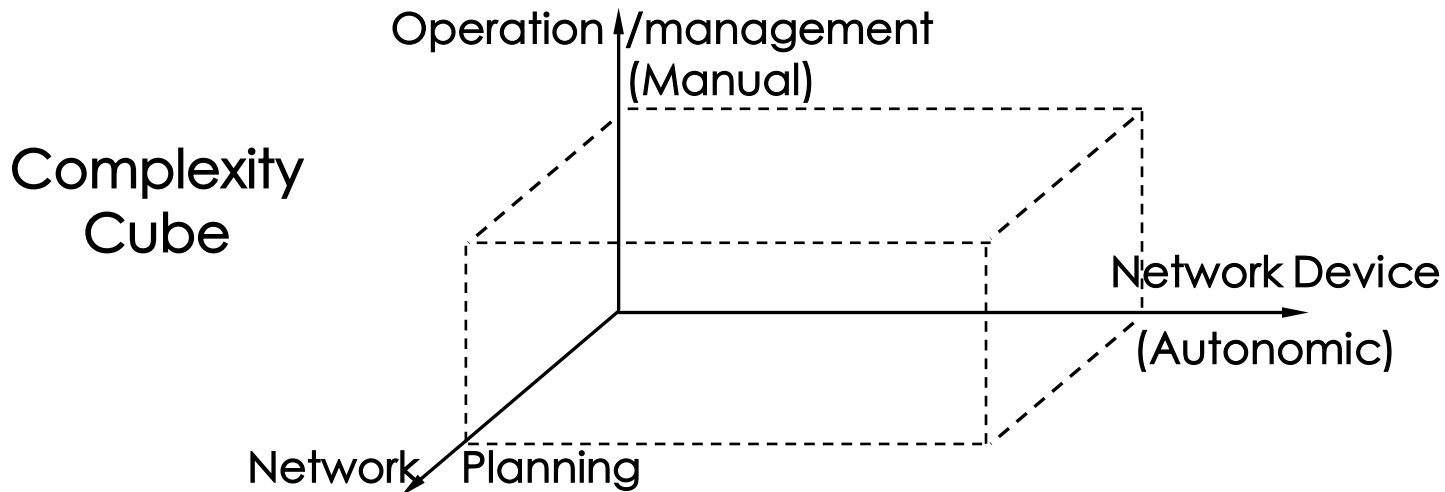 Operation /management
(Manual)
Complexity
Cube
Network Device
(Autonomic)
Network Planning